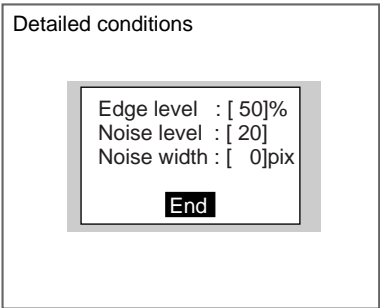 Detailed conditions
Edge level : [ 50]%
Noise level : [ 20]
Noise width : [ 0]pix
End